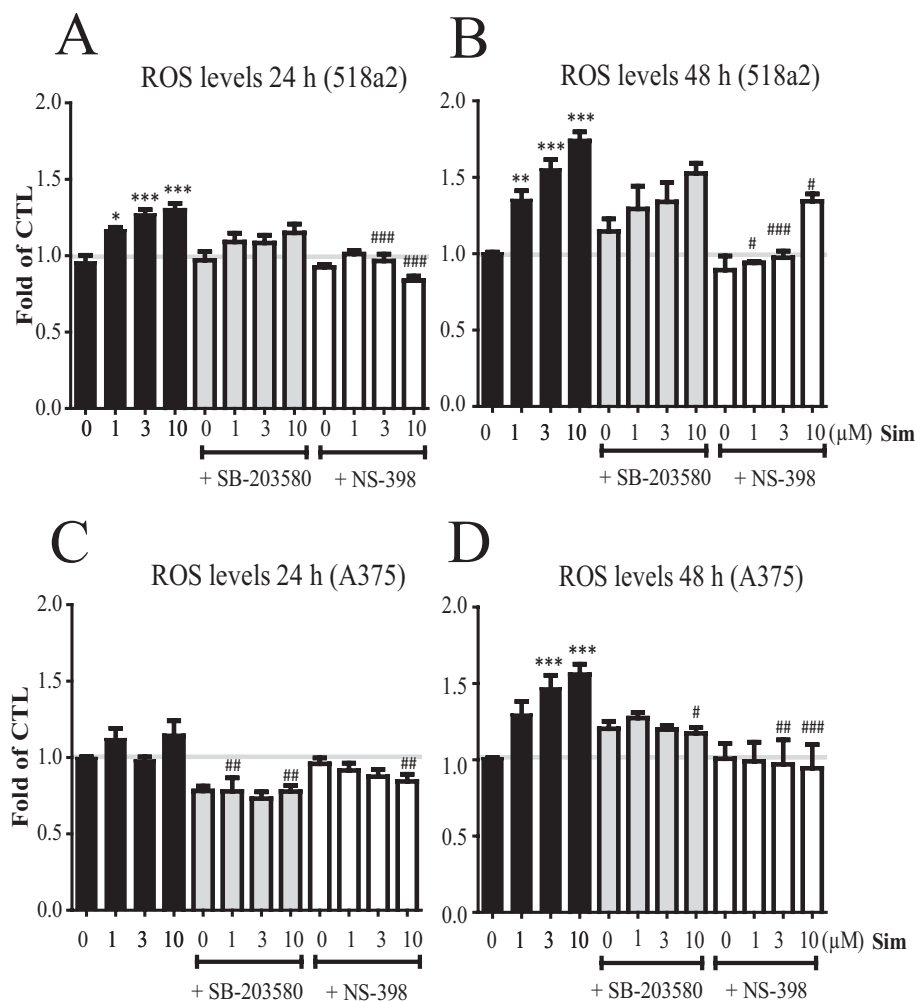 A
ROS levels 24 h (518a2)
Fold of CTL
2.0
1.5
1.0
0.5
0.0
*
***
***
###
###
0 1 3 10 0 1 3 10 0 1 3 10
+ SB-203580 + NS-398
B
ROS levels 48 h (518a2)
2.0
1.5
1.0
0.5
0.0
**
***
***
#
###
#
0 1 3 10 0 1 3 10 0 1 3 10 (μM) Sim
+ SB-203580 + NS-398
C
ROS levels 24 h (A375)
Fold of CTL
2.0
1.5
1.0
0.5
0.0
##
##
##
0 1 3 10 0 1 3 10 0 1 3 10
+ SB-203580 + NS-398
D
ROS levels 48 h (A375)
2.0
1.5
1.0
0.5
0.0
***
***
#
##
###
0 1 3 10 0 1 3 10 0 1 3 10 (μM) Sim
+ SB-203580 + NS-398